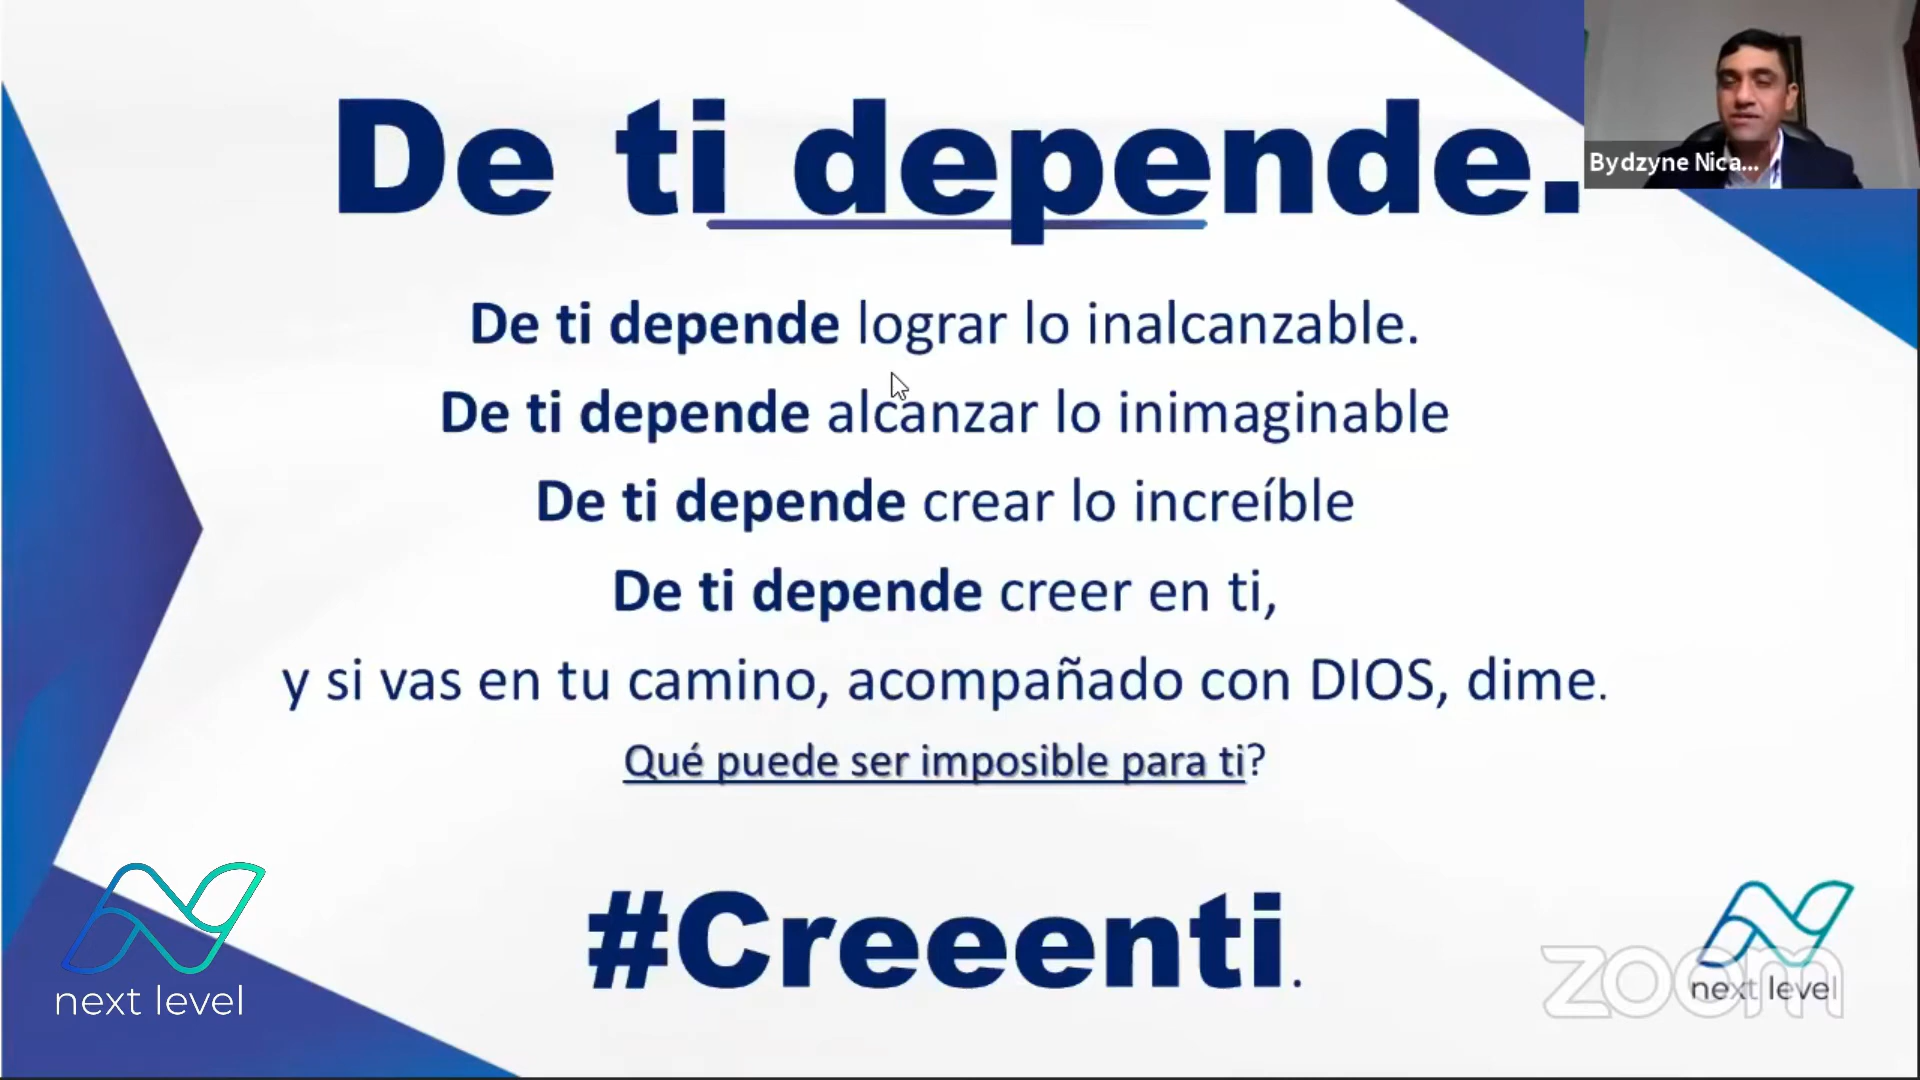 De ti depende.
Bydzyne Nica...
De ti depende lograr lo inalcanzable.
De ti depende alcanzar lo inimaginable
De ti depende crear lo increíble
De ti depende creer en ti,
y si vas en tu camino, acompañado con DIOS, dime.
Qué puede ser imposible para ti?
#Creeenti.
next level
zoom
next level